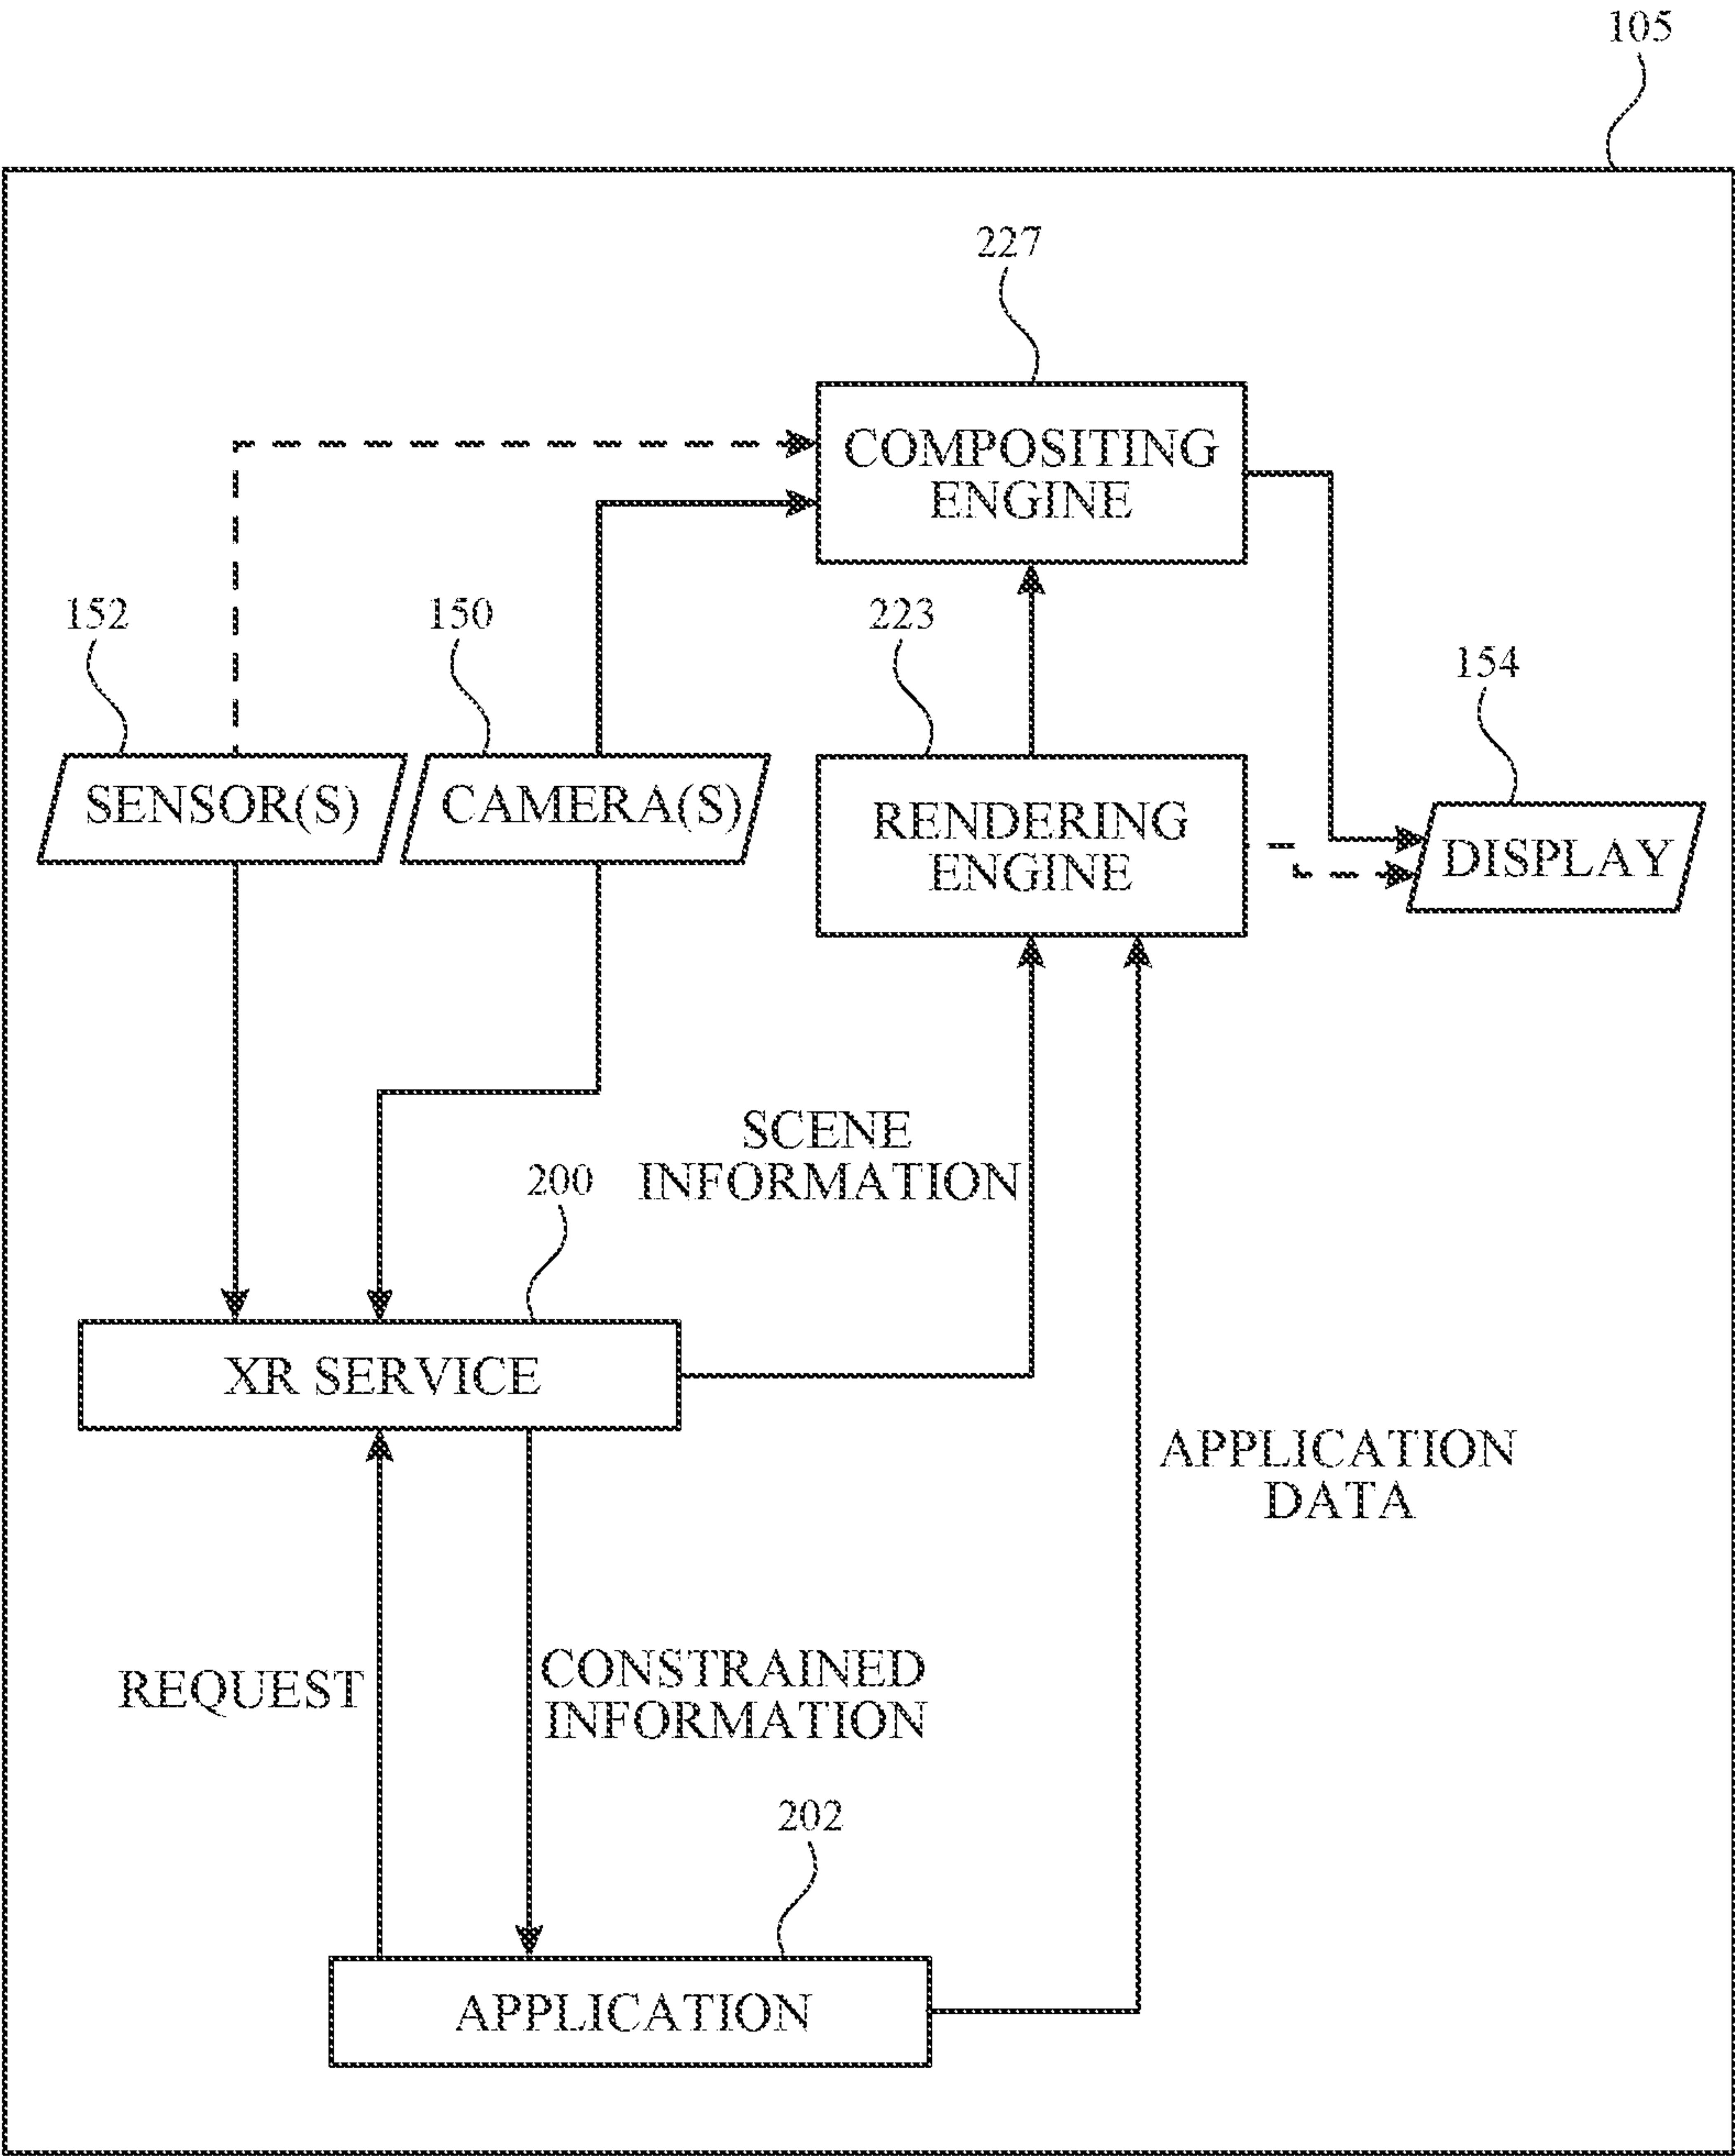 105
227
COMPOSITING
ENGINE
152
150
223
154
SENSOR(S)
CAMERA(S)
RENDERING
ENGINE
DISPLAY
SCENE
INFORMATION
200
XR SERVICE
APPLICATION
DATA
REQUEST
CONSTRAINED
INFORMATION
202
APPLICATION